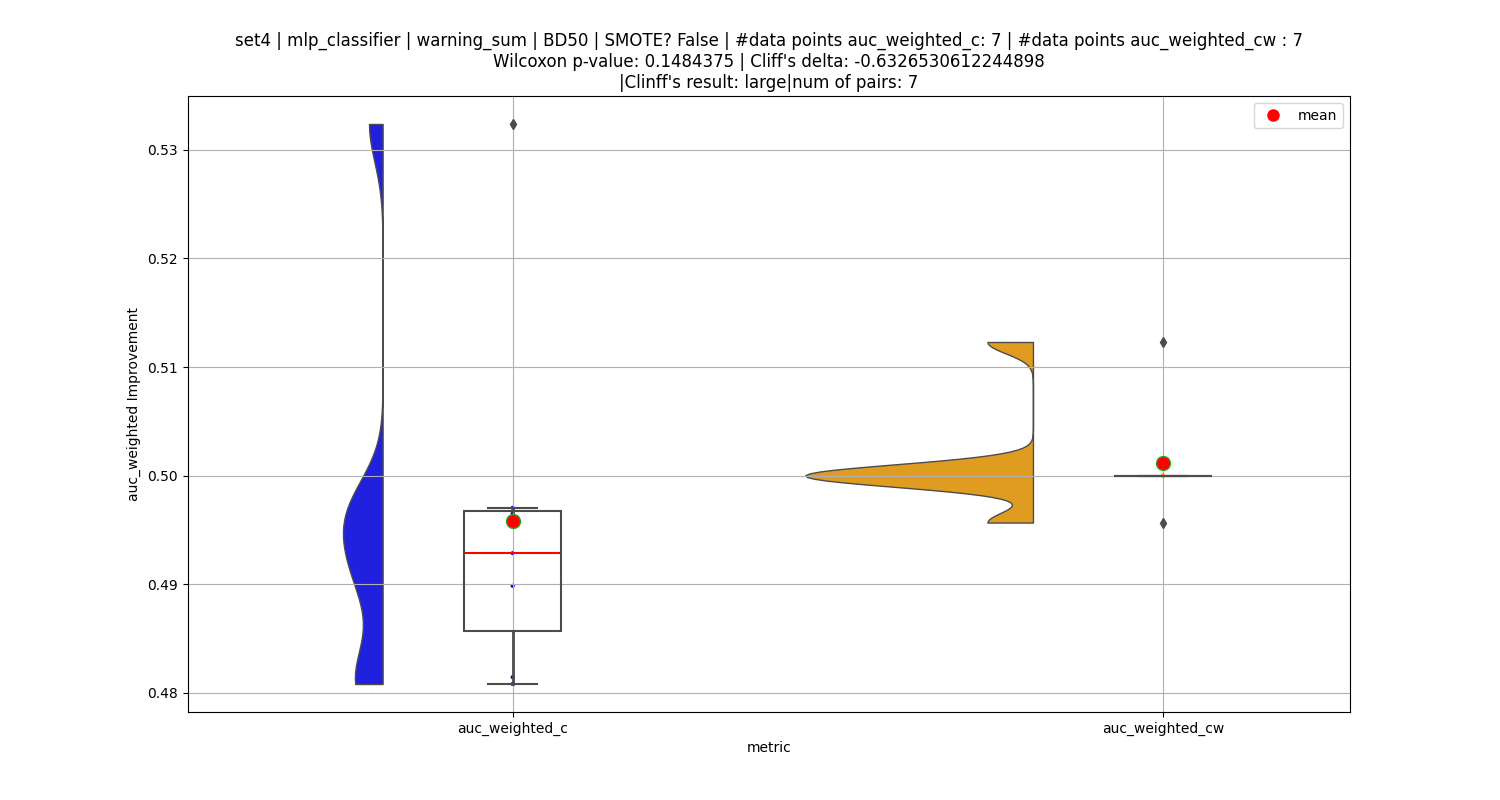 set4 | mlp_classifier | warning_sum | BD50 | SMOTE? False | #data points auc_weighted_c: 7 | #data points auc_weighted_cw : 7
Wilcoxon p-value: 0.1484375 | Cliff's delta: -0.6326530612244898
|Clinff's result: large|num of pairs: 7
mean
0.53
0.52
0.51
0.50
0.49
0.48
auc_weighted Improvement
auc_weighted_c
auc_weighted_cw
metric